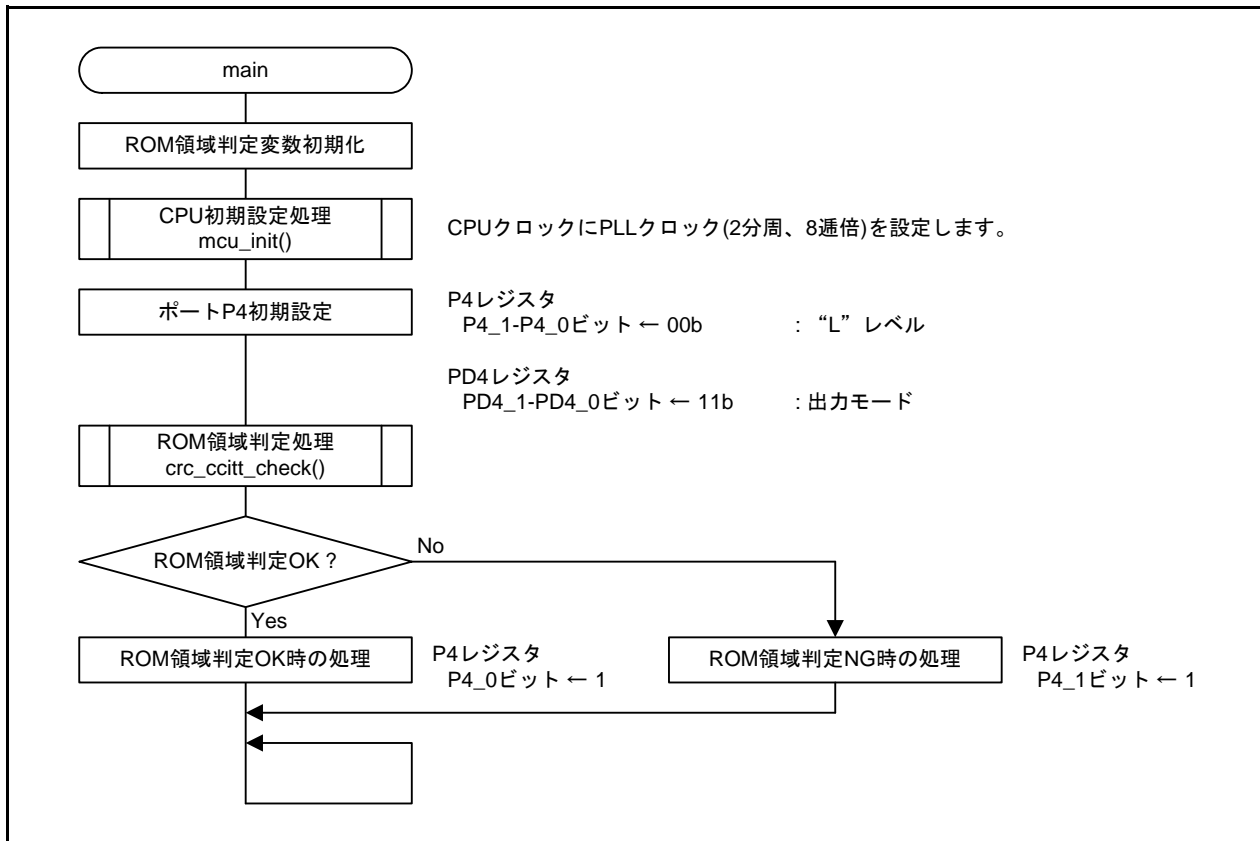 main
ROM領域判定変数初期化
CPU初期設定処理
mcu_init()
CPUクロックにPLLクロック(2分周、8逓倍)を設定します。
ポートP4初期設定
P4レジスタ
P4_1-P4_0ビット ← 00b : “L”レベル
PD4レジスタ
PD4_1-PD4_0ビット ← 11b : 出力モード
ROM領域判定処理
crc_ccitt_check()
ROM領域判定OK？
No
Yes
ROM領域判定OK時の処理
P4レジスタ
P4_0ビット ← 1
ROM領域判定NG時の処理
P4レジスタ
P4_1ビット ← 1